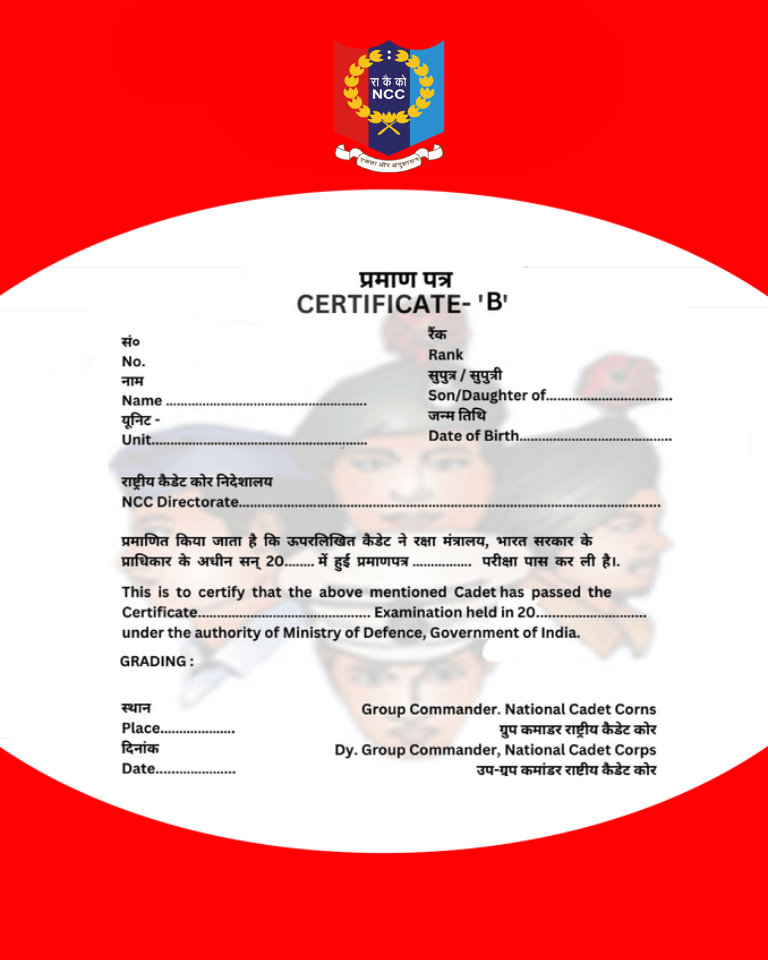 रा कै को
NCC
एकता और अनुशासन
प्रमाण पत्र
CERTIFICATE- 'B'
सं०
No.
नाम
Name ........................................................
यूनिट -
Unit............................................................
रैंक
Rank
सुपुत्र / सुपुत्री
Son/Daughter of...................................
जन्म तिथि
Date of Birth..........................................
राष्ट्रीय कैडेट कोर निदेशालय
NCC Directorate.....................................................................................................................
प्रमाणित किया जाता है कि ऊपरलिखित कैडेट ने रक्षा मंत्रालय, भारत सरकार के
प्राधिकार के अधीन सन् 20........ में हुई प्रमाणपत्र ................ परीक्षा पास कर ली है।.
This is to certify that the above mentioned Cadet has passed the
Certificate................................................ Examination held in 20...............................
under the authority of Ministry of Defence, Government of India.
GRADING :
स्थान
Place.....................
दिनांक
Date......................
Group Commander. National Cadet Corns
ग्रुप कमाडर राष्ट्रीय कैडेट कोर
Dy. Group Commander, National Cadet Corps
उप-ग्रप कमांडर राष्टीय कैडेट कोर